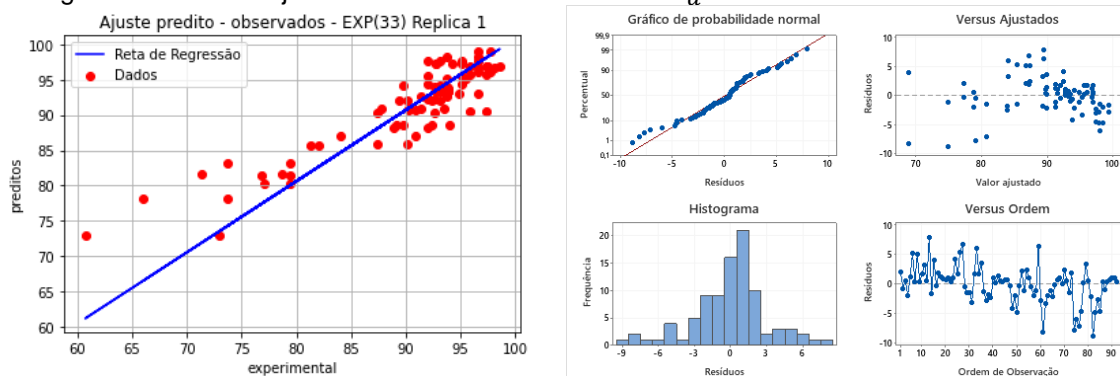 Ajuste predito - observados - EXP(33) Replica 1
Reta de Regressão
Dados
preditos
100
95
90
85
80
75
70
65
60
60 65 70 75 80 85 90 95 100
experimental
Gráfico de probabilidade normal
Percentual
99,9
99
90
50
10
1
0,1
-10 -5 0 5 10
Resíduos
Versus Ajustados
Resíduos
10
5
0
-5
-10
70 80 90 100
Valor ajustado
Histograma
Frequência
20
15
10
5
0
-9 -6 -3 0 3 6
Resíduos
Versus Ordem
Resíduos
10
5
0
-5
-10
1 10 20 30 40 50 60 70 80 90
Ordem de Observação